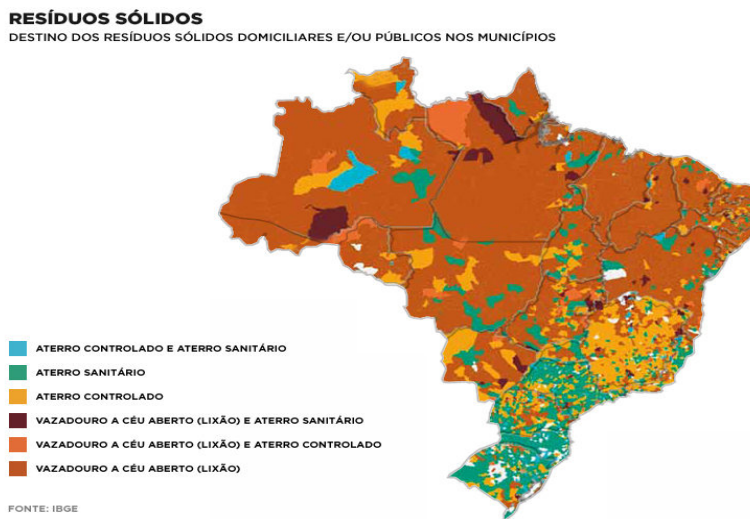 RESÍDUOS SÓLIDOS
DESTINO DOS RESÍDUOS SÓLIDOS DOMICILIARES E/OU PÚBLICOS NOS MUNICÍPIOS
ATERRO CONTROLADO E ATERRO SANITÁRIO
ATERRO SANITÁRIO
ATERRO CONTROLADO
VAZADOURO A CÉU ABERTO (LIXÃO) E ATERRO SANITÁRIO
VAZADOURO A CÉU ABERTO (LIXÃO) E ATERRO CONTROLADO
VAZADOURO A CÉU ABERTO (LIXÃO)
FONTE: IBGE